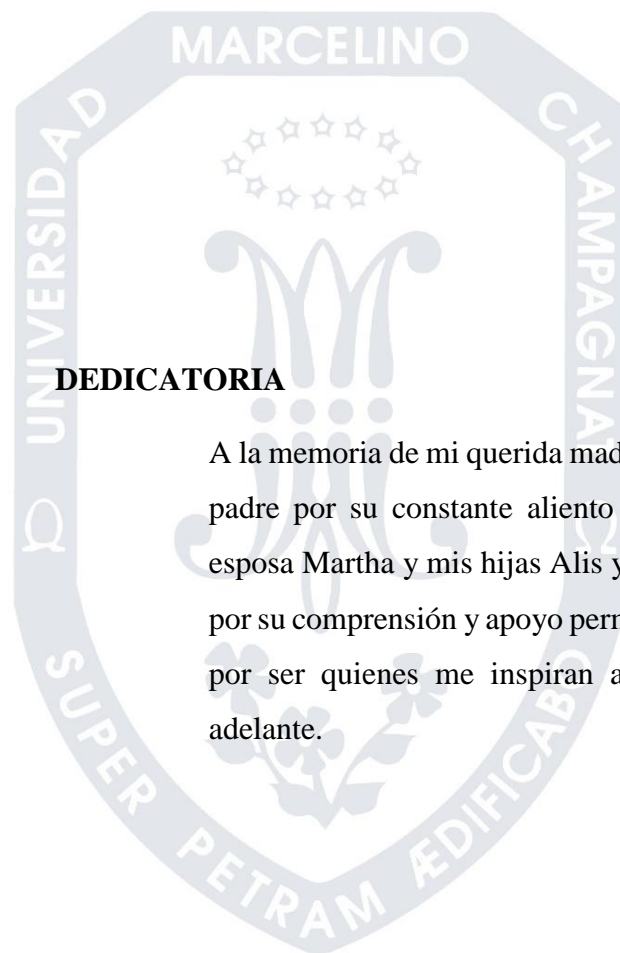 UNIVERSIDAD MARCELINO CHAMPAGNAT
DEDICATORIA
A la memoria de mi querida mad
padre por su constante aliento
esposa Martha y mis hijas Alis y
por su comprensión y apoyo perm
por ser quienes me inspiran a
adelante.
SUPER PETRAM ÆDIFICABO